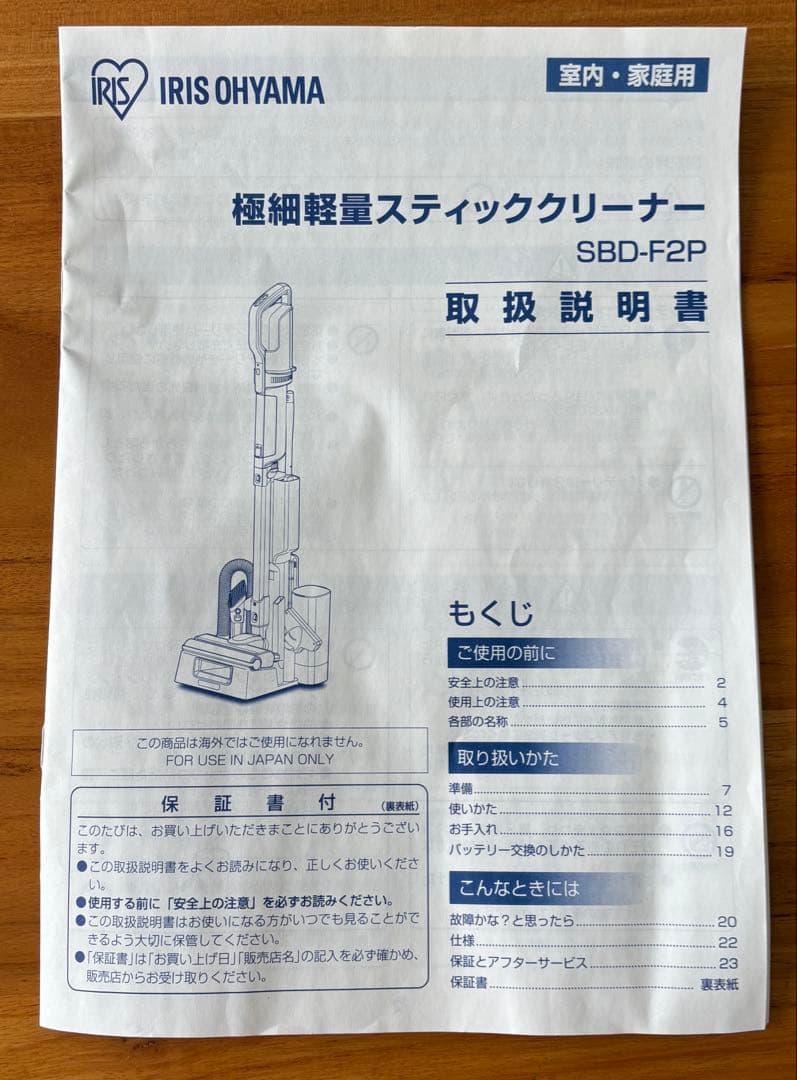 IRIS IRIS OHYAMA
室内・家庭用
極細軽量スティッククリーナー
SBD-F2P
取扱説明書
もくじ
ご使用の前に
安全上の注意 2
使用上の注意 4
各部の名称 5
取り扱いかた
準備 7
使いかた 12
お手入れ 16
バッテリー交換のしかた 19
こんなときには
故障かな？と思ったら 20
仕様 22
保証とアフターサービス 23
保証書 裏表紙
この商品は海外ではご使用になれません。
FOR USE IN JAPAN ONLY
保証書付 (裏表紙)
このたびは、お買い上げいただきまことにありがとうござい
ます。
●この取扱説明書をよくお読みになり、正しくお使いくださ
い。
●使用する前に「安全上の注意」を必ずお読みください。
●この取扱説明書はお使いになる方がいつでも見ることがで
きるよう大切に保管してください。
●「保証書」は「お買い上げ日」「販売店名」の記入を必ず確かめ、
販売店からお受け取りください。